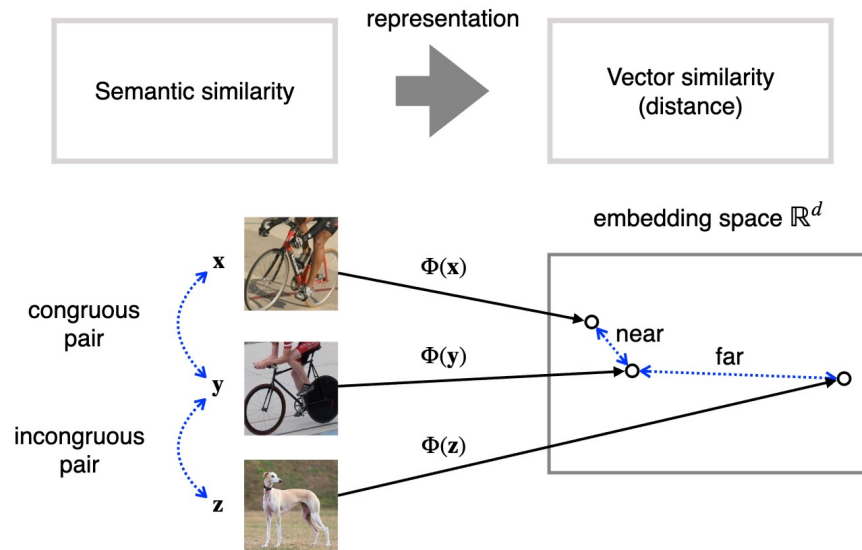 representation
Semantic similarity
Vector similarity
(distance)
embedding space ℝ^d
x
Φ(x)
congruous
pair
near
y
Φ(y)
far
incongruous
pair
Φ(z)
z